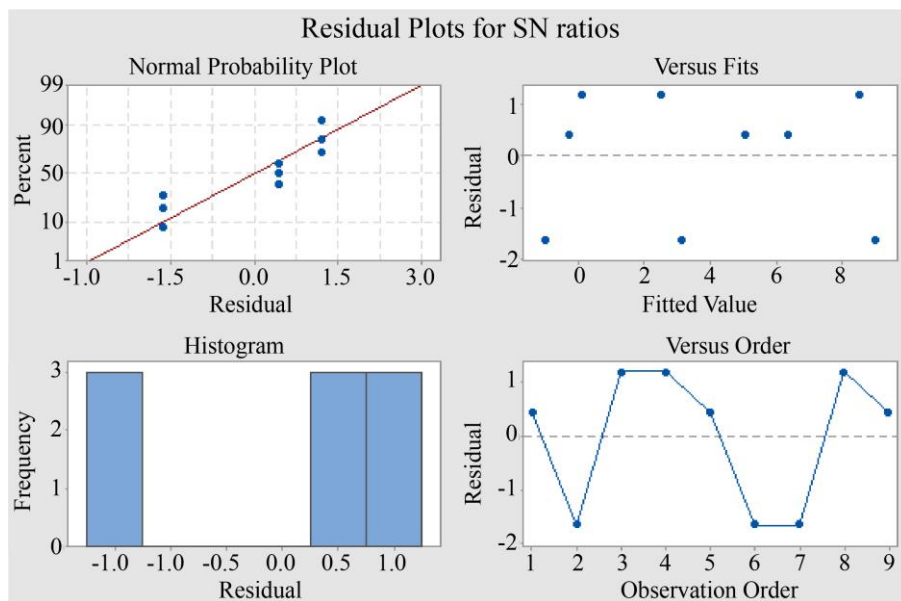 Residual Plots for SN ratios
Normal Probability Plot
99
90
50
10
1
Percent
-1.0 -1.5 0.0 1.5 3.0
Residual
Versus Fits
1
0
-1
-2
Residual
0 2 4 6 8
Fitted Value
Histogram
3
2
1
0
Frequency
-1.0 -1.0 -0.5 0.0 0.5 1.0
Residual
Versus Order
1
0
-1
-2
Residual
1 2 3 4 5 6 7 8 9
Observation Order